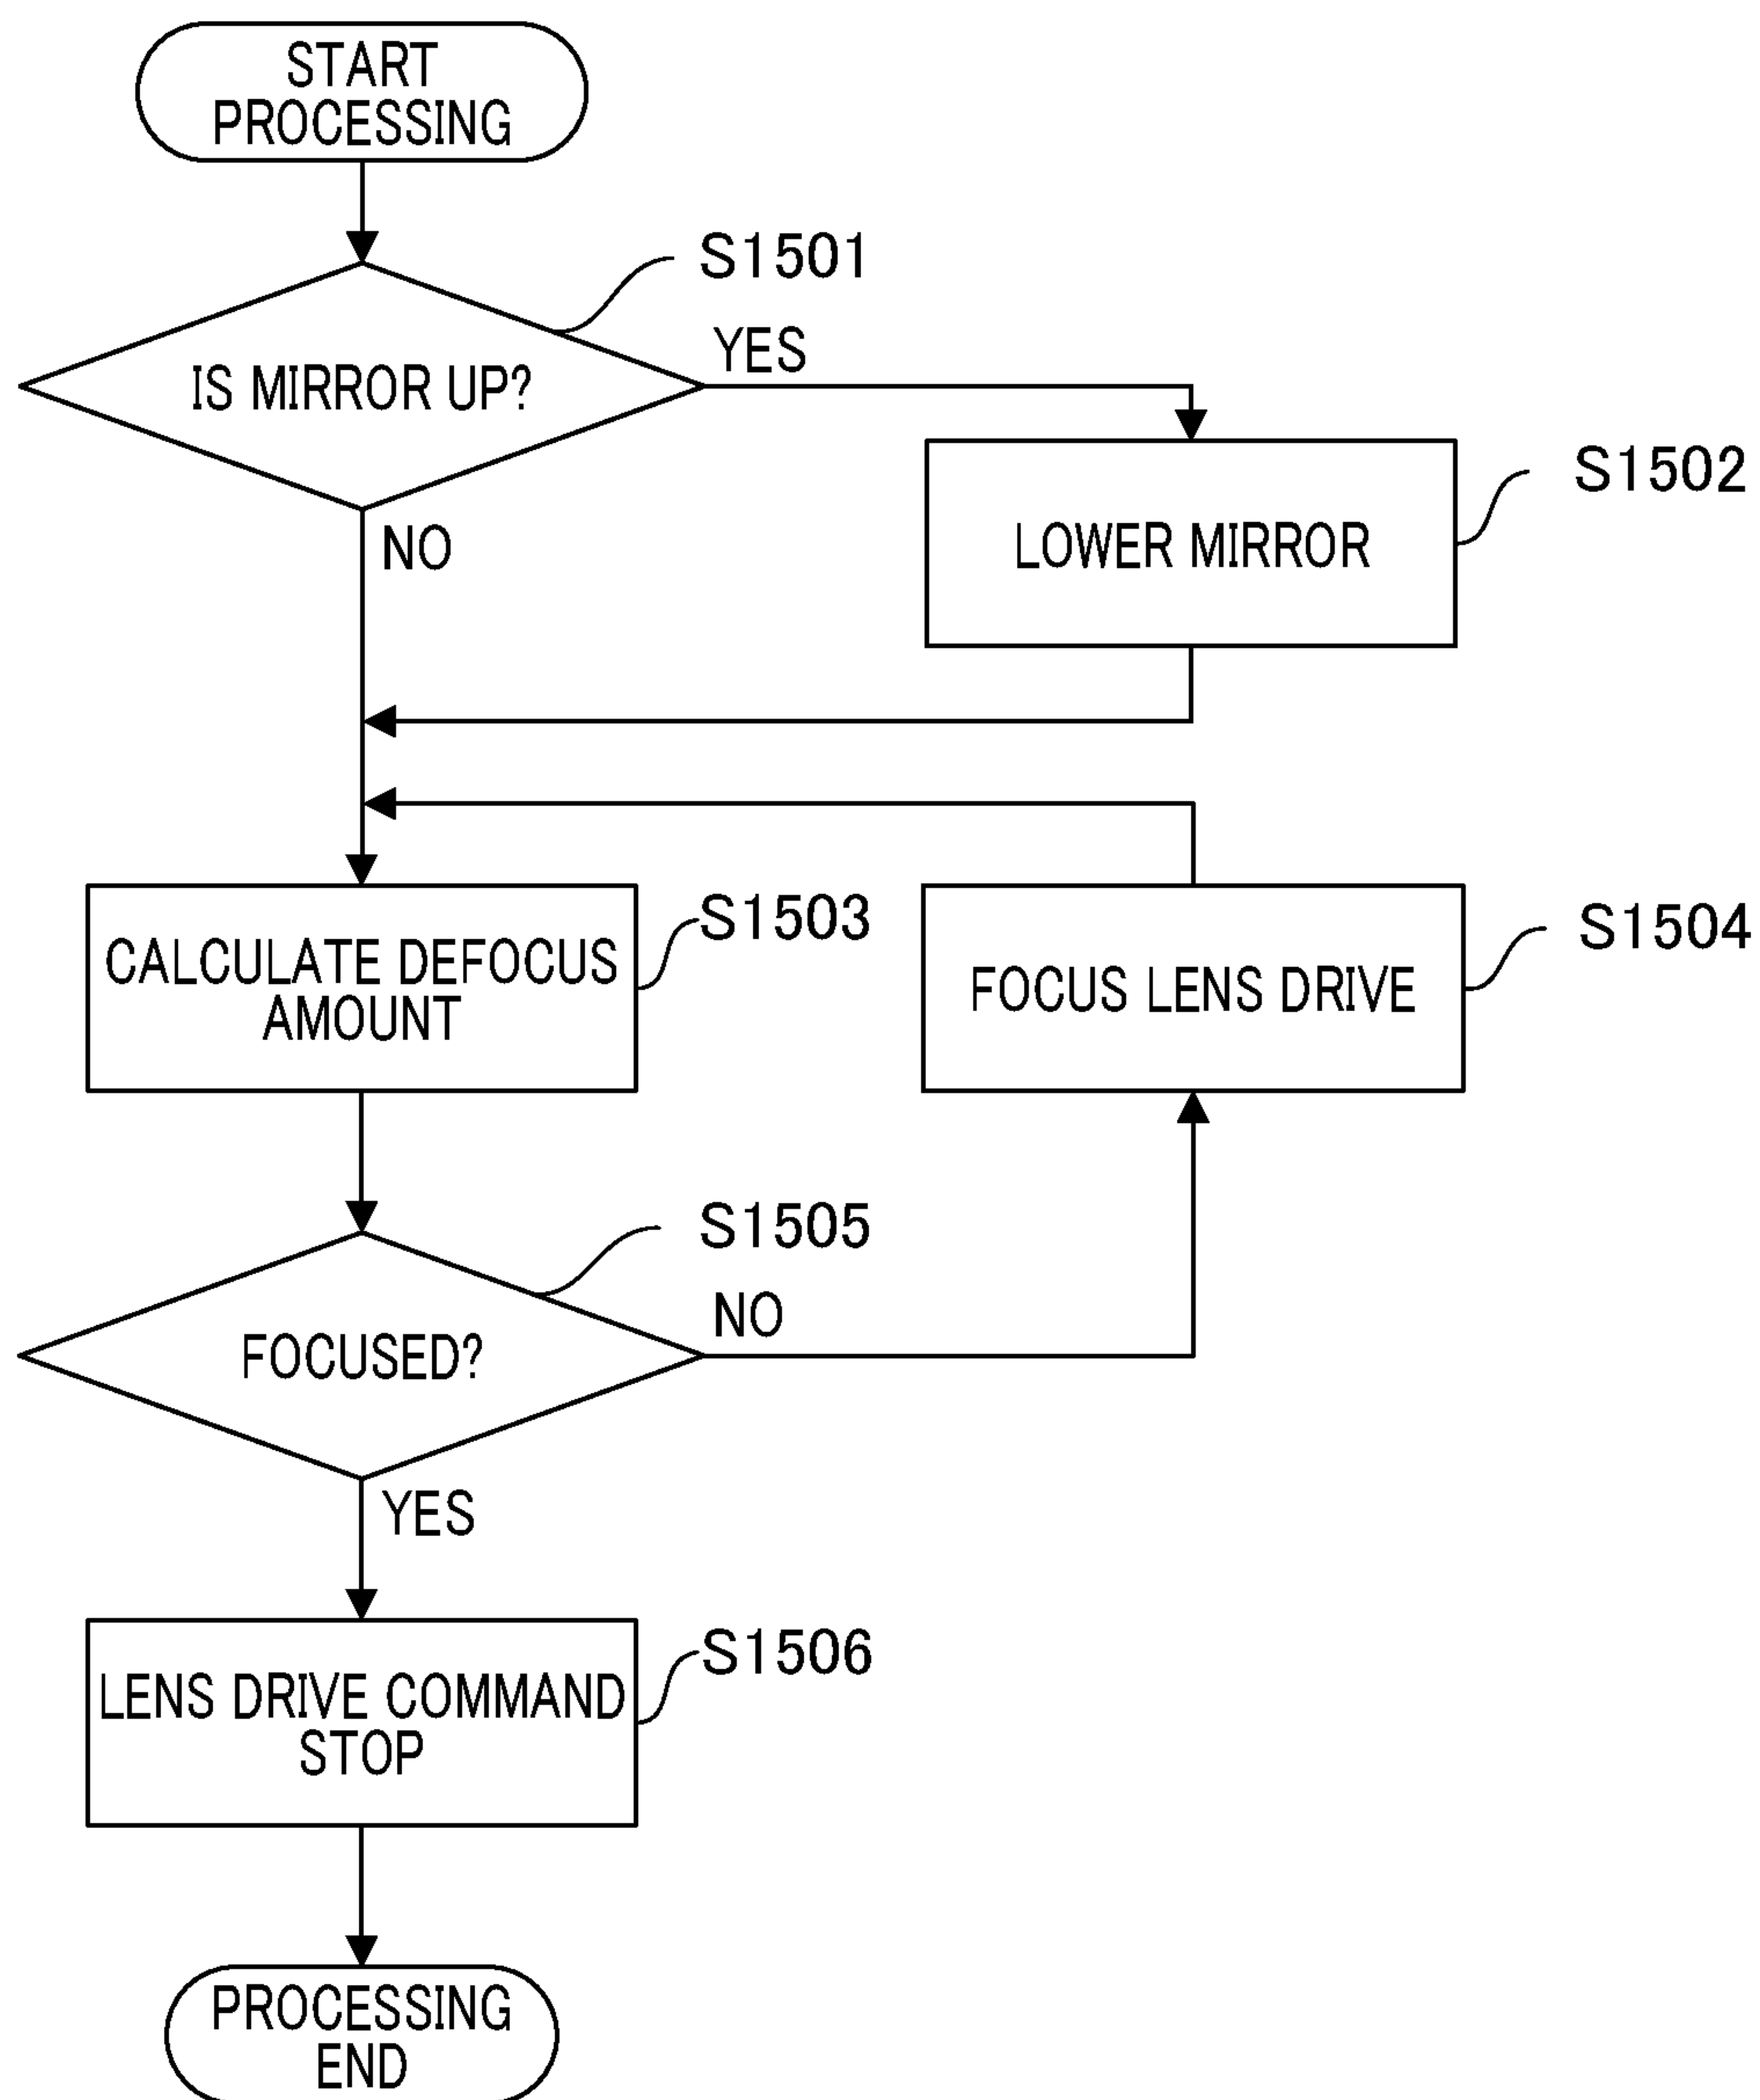 START
PROCESSING
S1501
IS MIRROR UP?
YES
NO
S1502
LOWER MIRROR
S1503
CALCULATE DEFOCUS
AMOUNT
S1504
FOCUS LENS DRIVE
S1505
FOCUSED?
NO
YES
S1506
LENS DRIVE COMMAND
STOP
PROCESSING
END